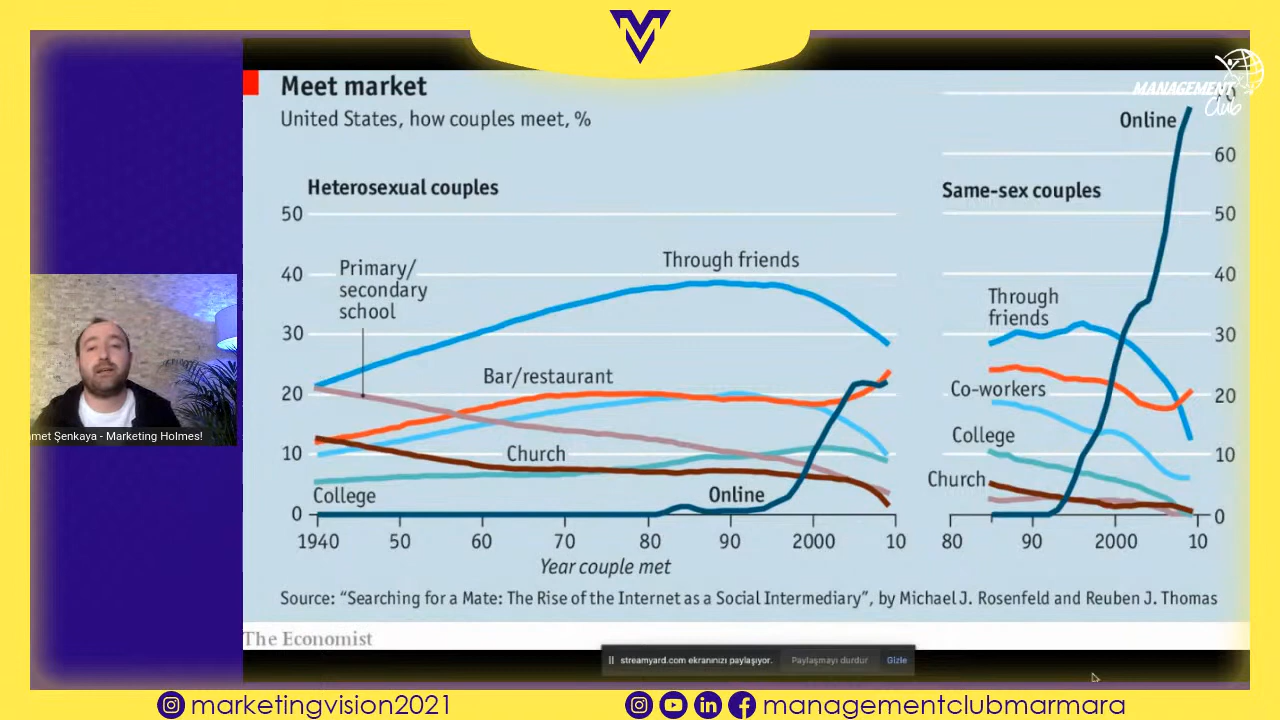 MANAGEMENT
Club
Meet market
United States, how couples meet, %
Heterosexual couples
50
40
30
20
10
0
Primary/
secondary
school
Through friends
Bar/restaurant
Church
College
Online
1940 50 60 70 80 90 2000 10
Year couple met
Same-sex couples
Online
60
50
40
30
20
10
0
Through
friends
Co-workers
College
Church
80 90 2000 10
Source: “Searching for a Mate: The Rise of the Internet as a Social Intermediary”, by Michael J. Rosenfeld and Reuben J. Thomas
The Economist
Şenkaya - Marketing Holmes!
streamyard.com ekranınızı paylaşıyor. Paylaşmayı durdur Gizle
marketingvision2021
managementclubmarmara